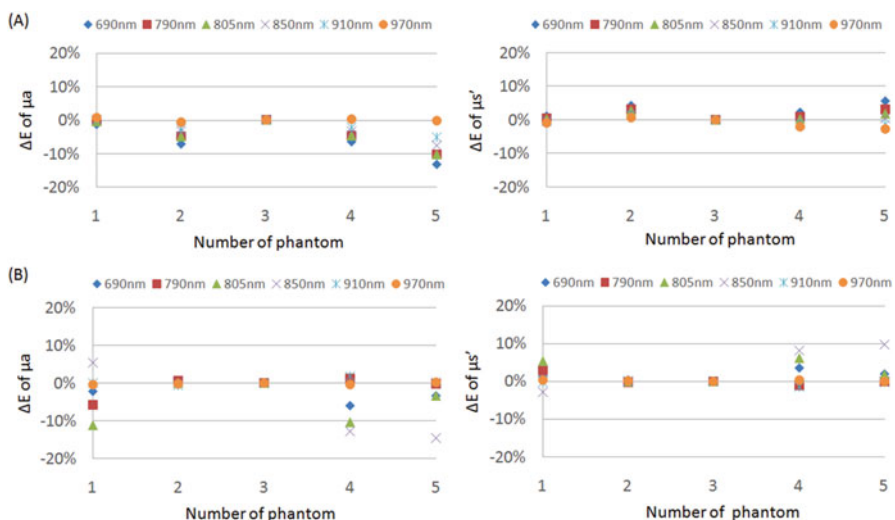 (A)
690nm 790nm 805nm 850nm 910nm 970nm
20%
10%
0%
-10%
-20%
ΔE of μa
1 2 3 4 5
Number of phantom
690nm 790nm 805nm 850nm 910nm 970nm
20%
10%
0%
-10%
-20%
ΔE of μs'
1 2 3 4 5
Number of phantom
(B)
690nm 790nm 805nm 850nm 910nm 970nm
20%
10%
0%
-10%
-20%
ΔE of μa
1 2 3 4 5
Number of phantom
690nm 790nm 805nm 850nm 910nm 970nm
20%
10%
0%
-10%
-20%
ΔE of μs'
1 2 3 4 5
Number of phantom